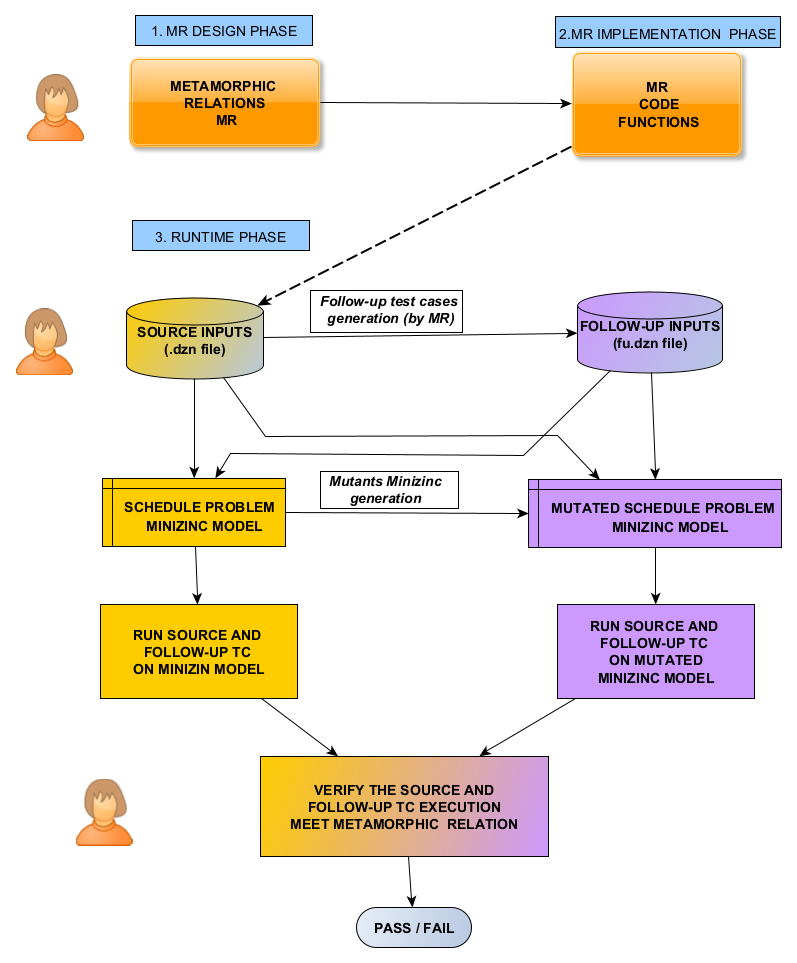 1. MR DESIGN PHASE
2.MR IMPLEMENTATION PHASE
METAMORPHIC
RELATIONS
MR
MR
CODE
FUNCTIONS
3. RUNTIME PHASE
SOURCE INPUTS
(.dzn file)
Follow-up test cases
generation (by MR)
FOLLOW-UP INPUTS
(fu.dzn file)
SCHEDULE PROBLEM
MINIZINC MODEL
Mutants Minizinc
generation
MUTATED SCHEDULE PROBLEM
MINIZINC MODEL
RUN SOURCE AND
FOLLOW-UP TC
ON MINIZIN MODEL
RUN SOURCE AND
FOLLOW-UP TC
ON MUTATED
MINIZINC MODEL
VERIFY THE SOURCE AND
FOLLOW-UP TC EXECUTION
MEET METAMORPHIC RELATION
PASS / FAIL